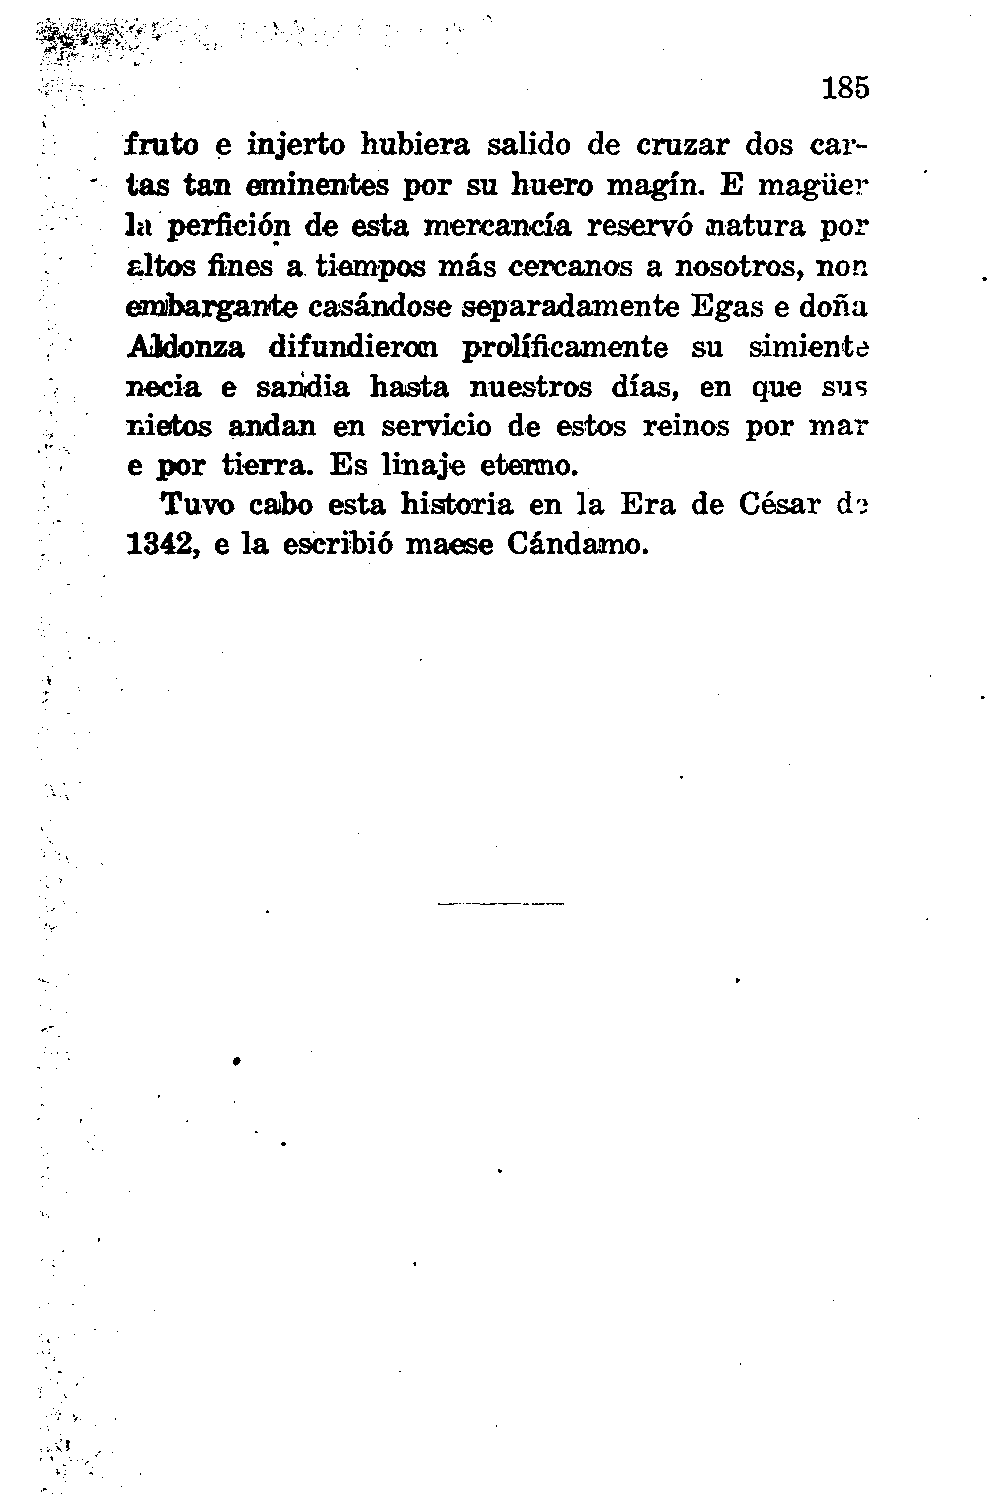 185
fruto e injerto hubiera salido de cruzar dos car-
tas tan eminentes por su huero magín. E magüer
la perfición de esta mercancía reservó natura por
altos fines a tiempos más cercanos a nosotros, non
embargante casándose separadamente Egas e doña
Aldonza difundieron prolíficamente su simiente
necia e sandia hasta nuestros días, en que sus
nietos andan en servicio de estos reinos por mar
e por tierra. Es linaje eterno.
Tuvo cabo esta historia en la Era de César de
1342, e la escribió maese Cándamo.